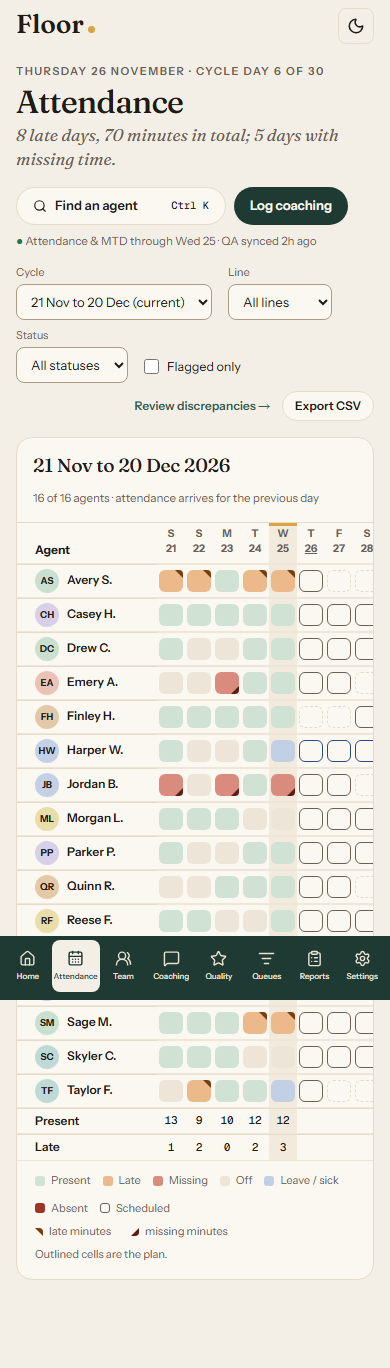 Floor
THURSDAY 26 NOVEMBER · CYCLE DAY 6 OF 30
Attendance
8 late days, 70 minutes in total; 5 days with
missing time.
Find an agent Ctrl K
Log coaching
Attendance & MTD through Wed 25 · QA synced 2h ago
Cycle Line
21 Nov to 20 Dec (current) All lines
Status
All statuses Flagged only
Review discrepancies → Export CSV
21 Nov to 20 Dec 2026
16 of 16 agents · attendance arrives for the previous day
S S M T W T F S
Agent 21 22 23 24 25 26 27 28
AS Avery S.
CH Casey H.
DC Drew C.
EA Emery A.
FH Finley H.
HW Harper W.
JB Jordan B.
ML Morgan L.
PP Parker P.
QR Quinn R.
RF Reese F.
Home Attendance Team Coaching Quality Queues Reports Settings
SM Sage M.
SC Skyler C.
TF Taylor F.
Present 13 9 10 12 12
Late 1 2 0 2 3
Present Late Missing Off Leave / sick
Absent Scheduled
late minutes missing minutes
Outlined cells are the plan.